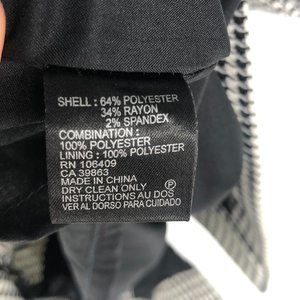 SHELL : 64% POLYESTER
34% RAYON
2% SPANDEX
COMBINATION :
100% POLYESTER
LINING : 100% POLYESTER
RN 106409
CA 39863
MADE IN CHINA
DRY CLEAN ONLY
P
INSTRUCTIONS AU DOS
VER AL DORSO PARA CUIDADO